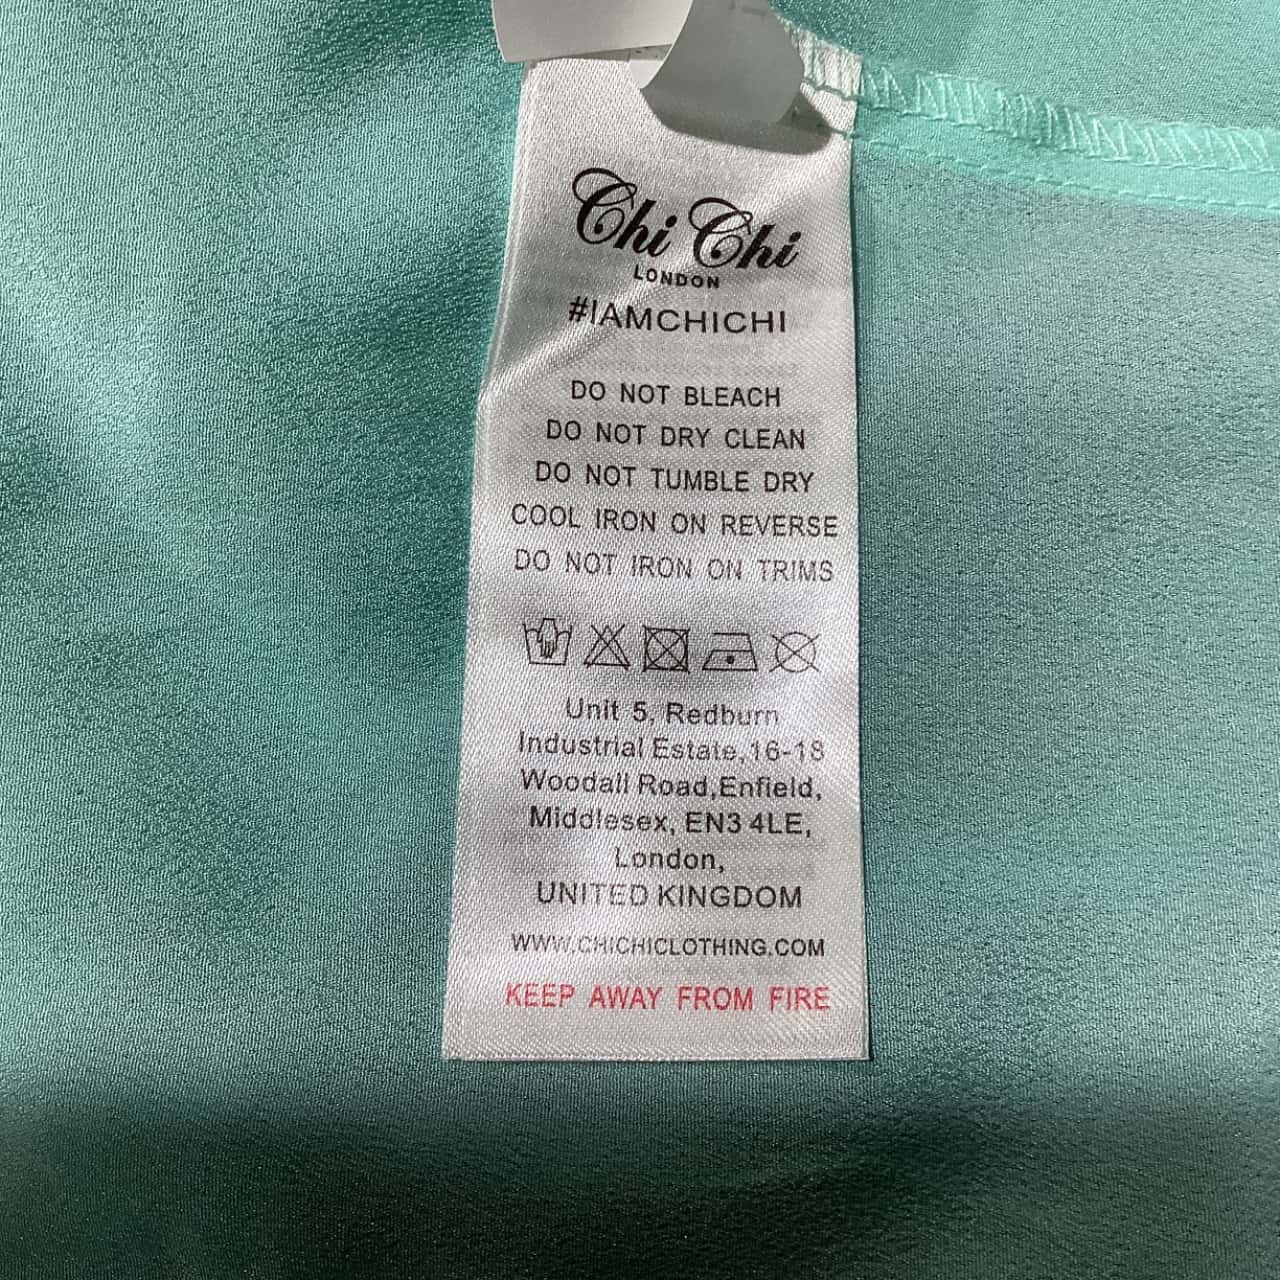 Chi Chi
LONDON
#IAMCHICHI
DO NOT BLEACH
DO NOT DRY CLEAN
DO NOT TUMBLE DRY
COOL IRON ON REVERSE
DO NOT IRON ON TRIMS
Unit 5, Redburn
Industrial Estate,16-18
Woodall Road,Enfield,
Middlesex, EN3 4LE,
London,
UNITED KINGDOM
WWW.CHICHICLOTHING.COM
KEEP AWAY FROM FIRE